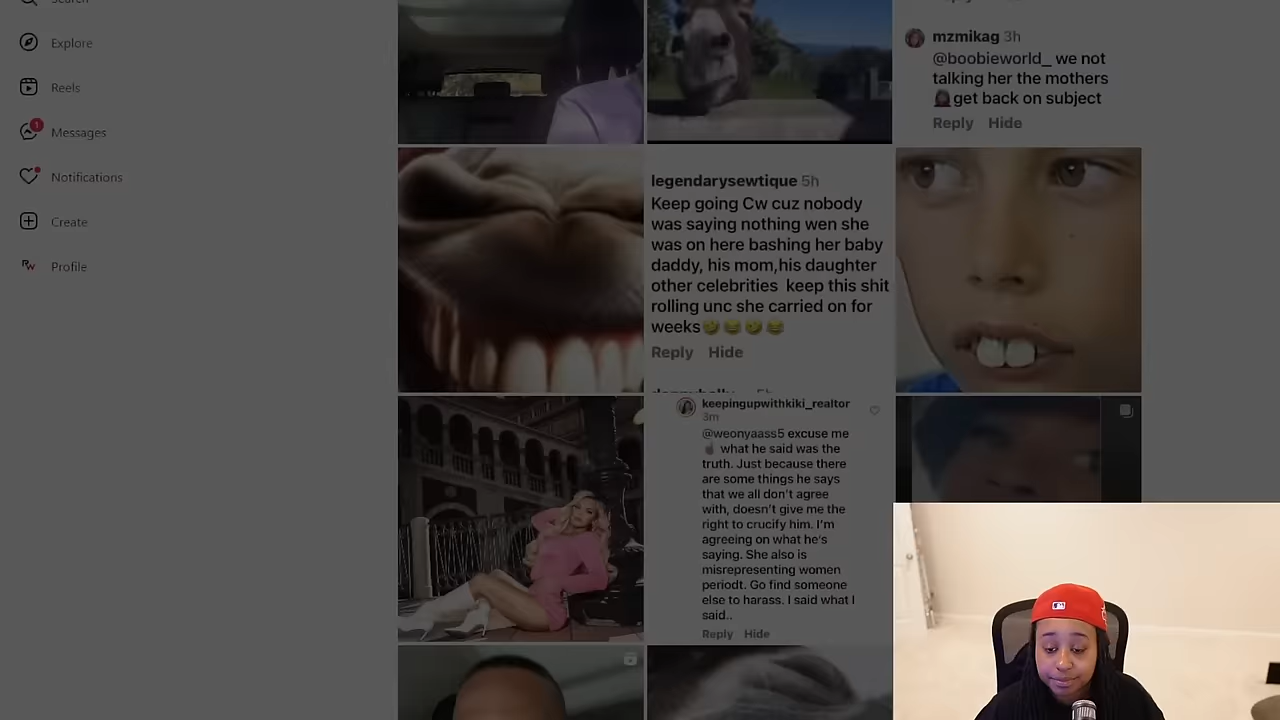 Search
Explore
Reels
1
Messages
Notifications
Create
RW
Profile
mzmikag 3h
@boobieworld_ we not
talking her the mothers
get back on subject
Reply Hide
legendarysewtique 5h
Keep going Cw cuz nobody
was saying nothing wen she
was on here bashing her baby
daddy, his mom,his daughter
other celebrities keep this shit
rolling unc she carried on for
weeks🤣😂🤣😂
Reply Hide
keepingupwithkiki_realtor
3m
@weonyaass5 excuse me
☝ what he said was the
truth. Just because there
are some things he says
that we all don't agree
with, doesn't give me the
right to crucify him. I'm
agreeing on what he's
saying. She also is
misrepresenting women
periodt. Go find someone
else to harass. I said what I
said..
Reply Hide